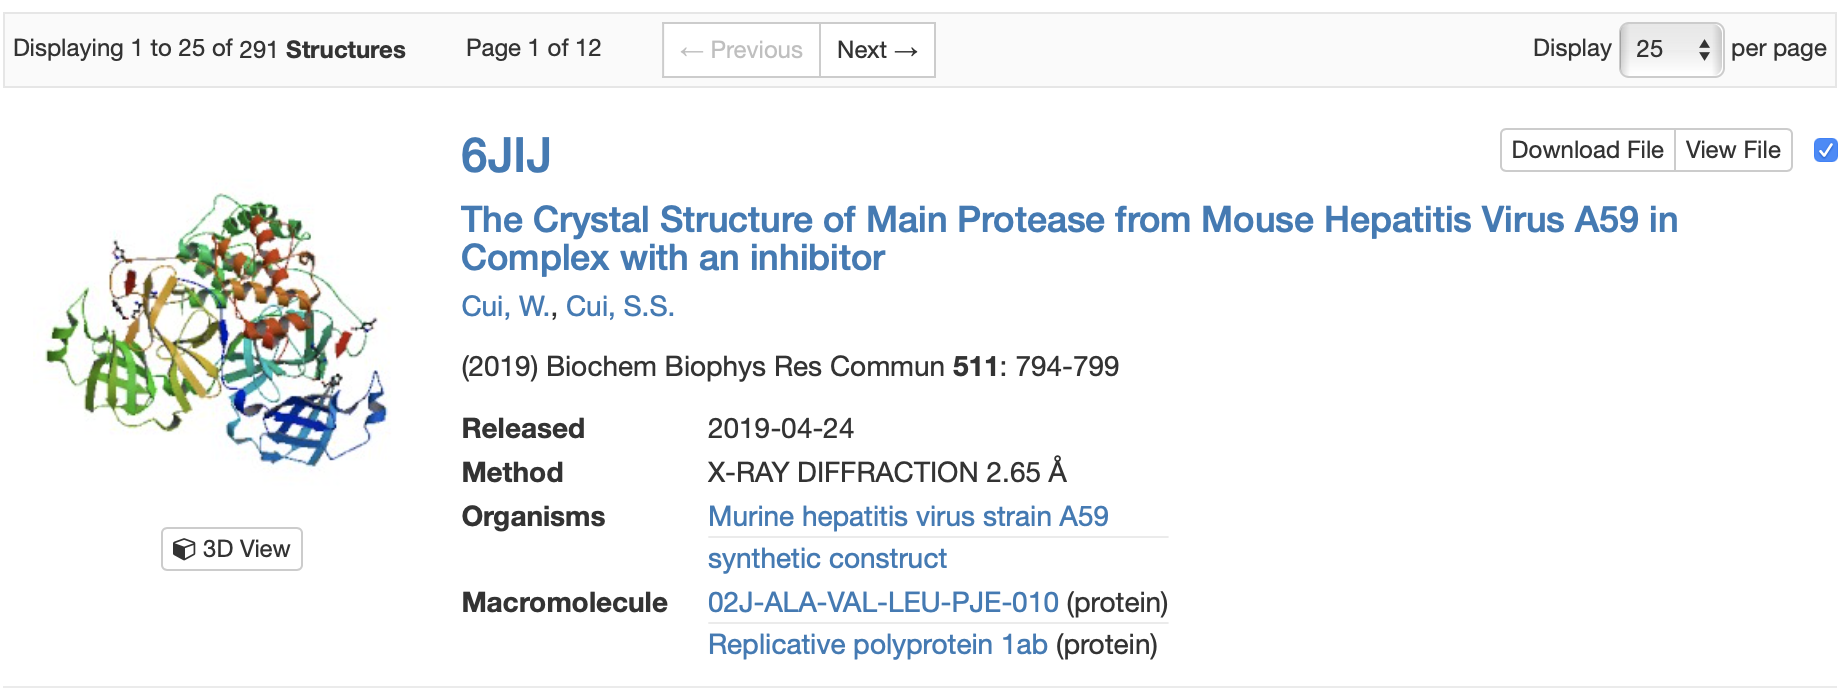 Displaying 1 to 25 of 291 Structures Page 1 of 12 ← Previous Next → Display 25 per page
6JIJ Download File View File
The Crystal Structure of Main Protease from Mouse Hepatitis Virus A59 in
Complex with an inhibitor
Cui, W., Cui, S.S.
(2019) Biochem Biophys Res Commun 511: 794-799
Released 2019-04-24
Method X-RAY DIFFRACTION 2.65 Å
Organisms Murine hepatitis virus strain A59
synthetic construct
Macromolecule 02J-ALA-VAL-LEU-PJE-010 (protein)
Replicative polyprotein 1ab (protein)
3D View